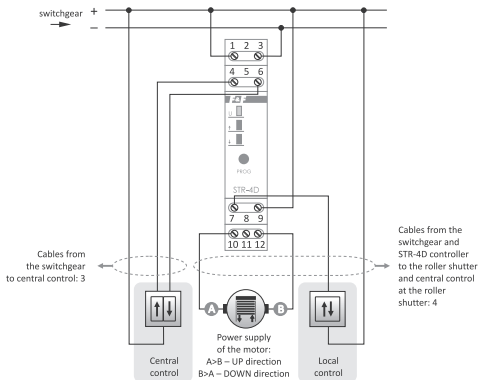 switchgear
+
−
1 2 3
4 5 6
F&F
U
PROG
STR-4D
7 8 9
10 11 12
Cables from
the switchgear
to central control: 3
Cables from the
switchgear and
STR-4D controller
to the roller shutter
and central control
at the roller
shutter: 4
A
B
Power supply
of the motor:
A>B – UP direction
B>A – DOWN direction
Central
control
Local
control